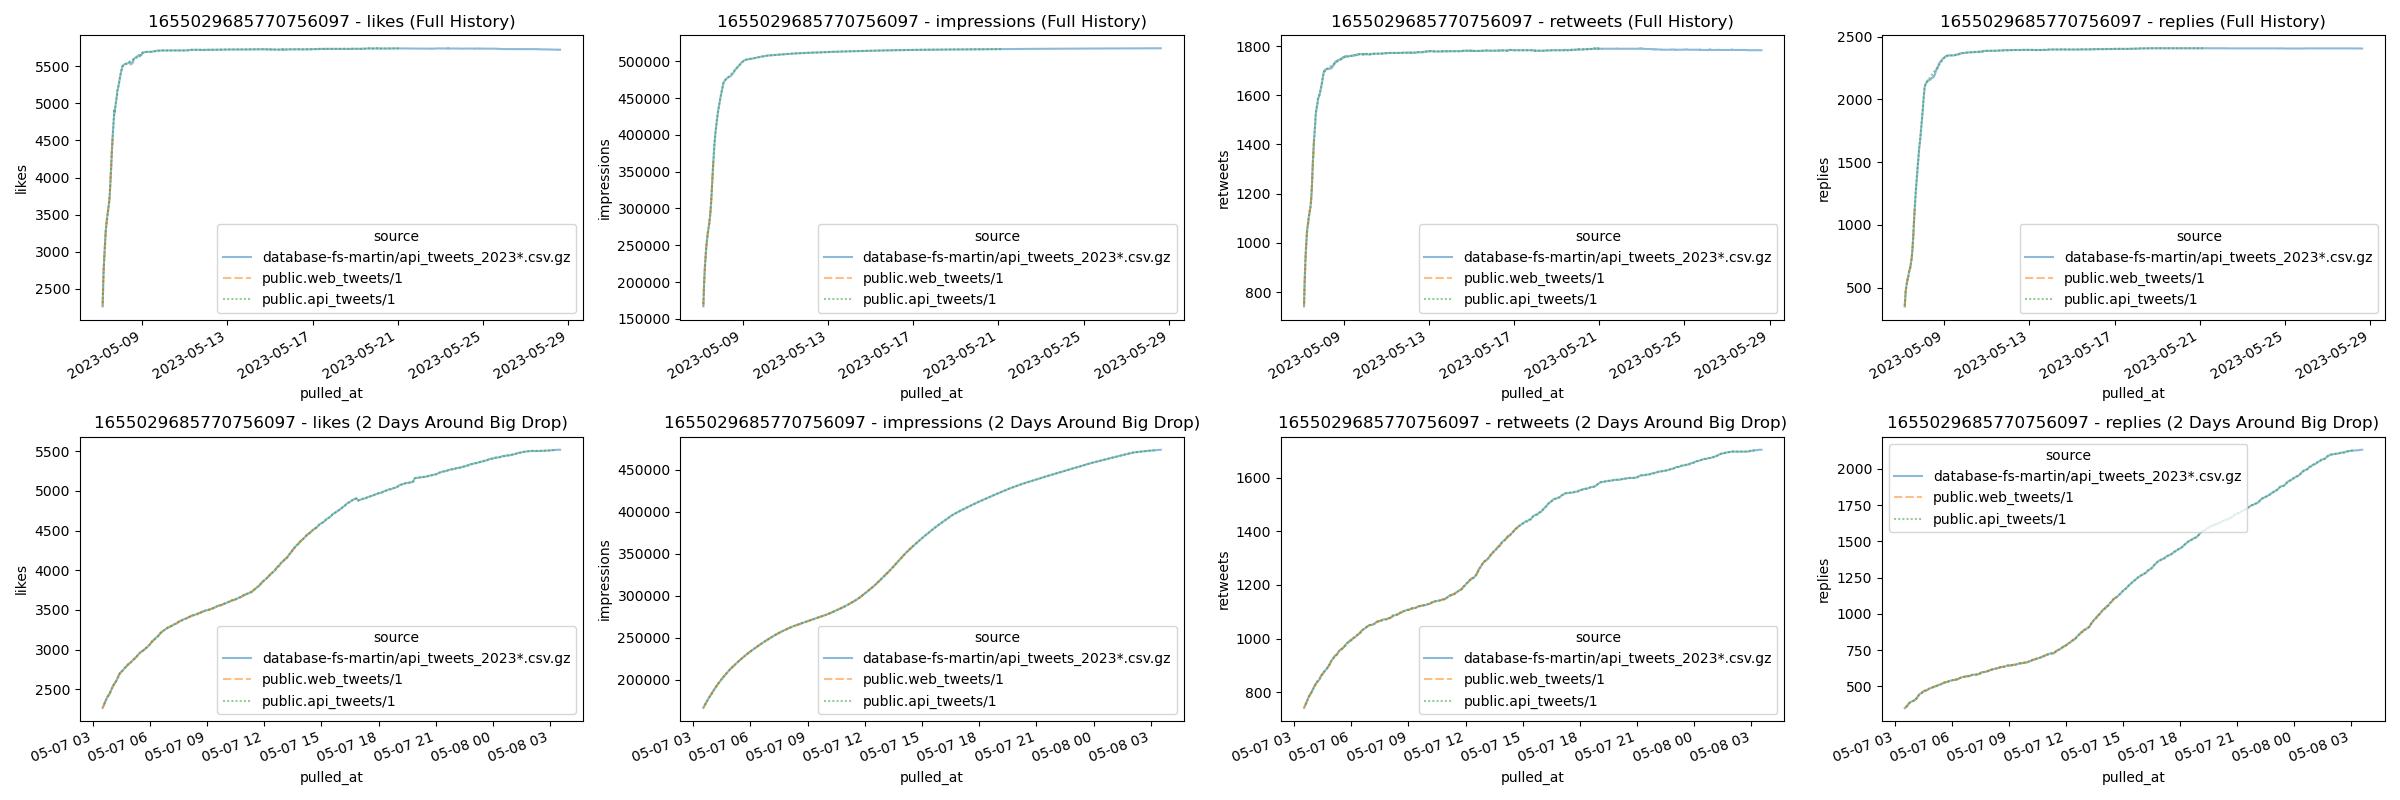 1655029685770756097 - likes (Full History)
5500
5000
4500
4000
3500
3000
2500
likes
source
database-fs-martin/api_tweets_2023*.csv.gz
public.web_tweets/1
public.api_tweets/1
2023-05-09
2023-05-13
2023-05-17
2023-05-21
2023-05-25
2023-05-29
pulled_at
1655029685770756097 - impressions (Full History)
500000
450000
400000
350000
300000
250000
200000
150000
impressions
source
database-fs-martin/api_tweets_2023*.csv.gz
public.web_tweets/1
public.api_tweets/1
2023-05-09
2023-05-13
2023-05-17
2023-05-21
2023-05-25
2023-05-29
pulled_at
1655029685770756097 - retweets (Full History)
1800
1600
1400
1200
1000
800
retweets
source
database-fs-martin/api_tweets_2023*.csv.gz
public.web_tweets/1
public.api_tweets/1
2023-05-09
2023-05-13
2023-05-17
2023-05-21
2023-05-25
2023-05-29
pulled_at
1655029685770756097 - replies (Full History)
2500
2000
1500
1000
500
replies
source
database-fs-martin/api_tweets_2023*.csv.gz
public.web_tweets/1
public.api_tweets/1
2023-05-09
2023-05-13
2023-05-17
2023-05-21
2023-05-25
2023-05-29
pulled_at
1655029685770756097 - likes (2 Days Around Big Drop)
5500
5000
4500
4000
3500
3000
2500
likes
source
database-fs-martin/api_tweets_2023*.csv.gz
public.web_tweets/1
public.api_tweets/1
05-07 03
05-07 06
05-07 09
05-07 12
05-07 15
05-07 18
05-07 21
05-08 00
05-08 03
pulled_at
1655029685770756097 - impressions (2 Days Around Big Drop)
450000
400000
350000
300000
250000
200000
impressions
source
database-fs-martin/api_tweets_2023*.csv.gz
public.web_tweets/1
public.api_tweets/1
05-07 03
05-07 06
05-07 09
05-07 12
05-07 15
05-07 18
05-07 21
05-08 00
05-08 03
pulled_at
1655029685770756097 - retweets (2 Days Around Big Drop)
1600
1400
1200
1000
800
retweets
source
database-fs-martin/api_tweets_2023*.csv.gz
public.web_tweets/1
public.api_tweets/1
05-07 03
05-07 06
05-07 09
05-07 12
05-07 15
05-07 18
05-07 21
05-08 00
05-08 03
pulled_at
1655029685770756097 - replies (2 Days Around Big Drop)
2000
1750
1500
1250
1000
750
500
replies
source
database-fs-martin/api_tweets_2023*.csv.gz
public.web_tweets/1
public.api_tweets/1
05-07 03
05-07 06
05-07 09
05-07 12
05-07 15
05-07 18
05-07 21
05-08 00
05-08 03
pulled_at